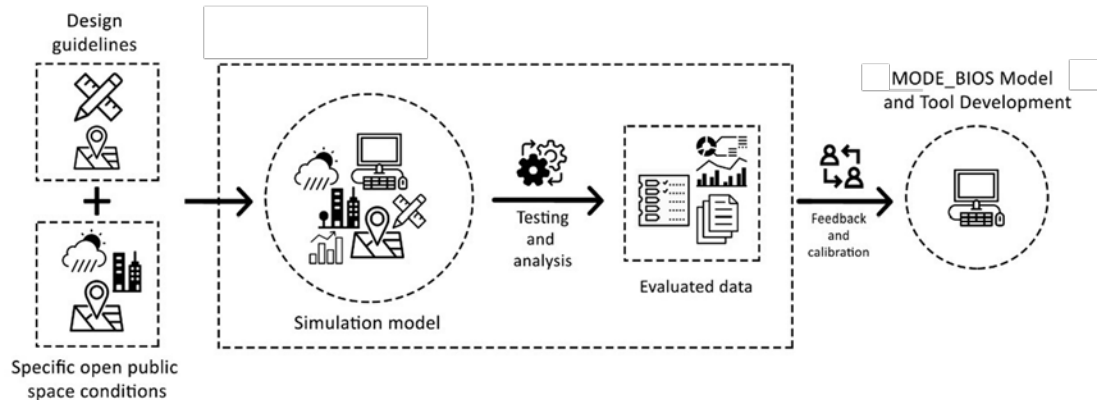 Design
guidelines
Specific open public
space conditions
Simulation model
Testing
and
analysis
Evaluated data
Feedback
and
calibration
MODE_BIOS Model
and Tool Development